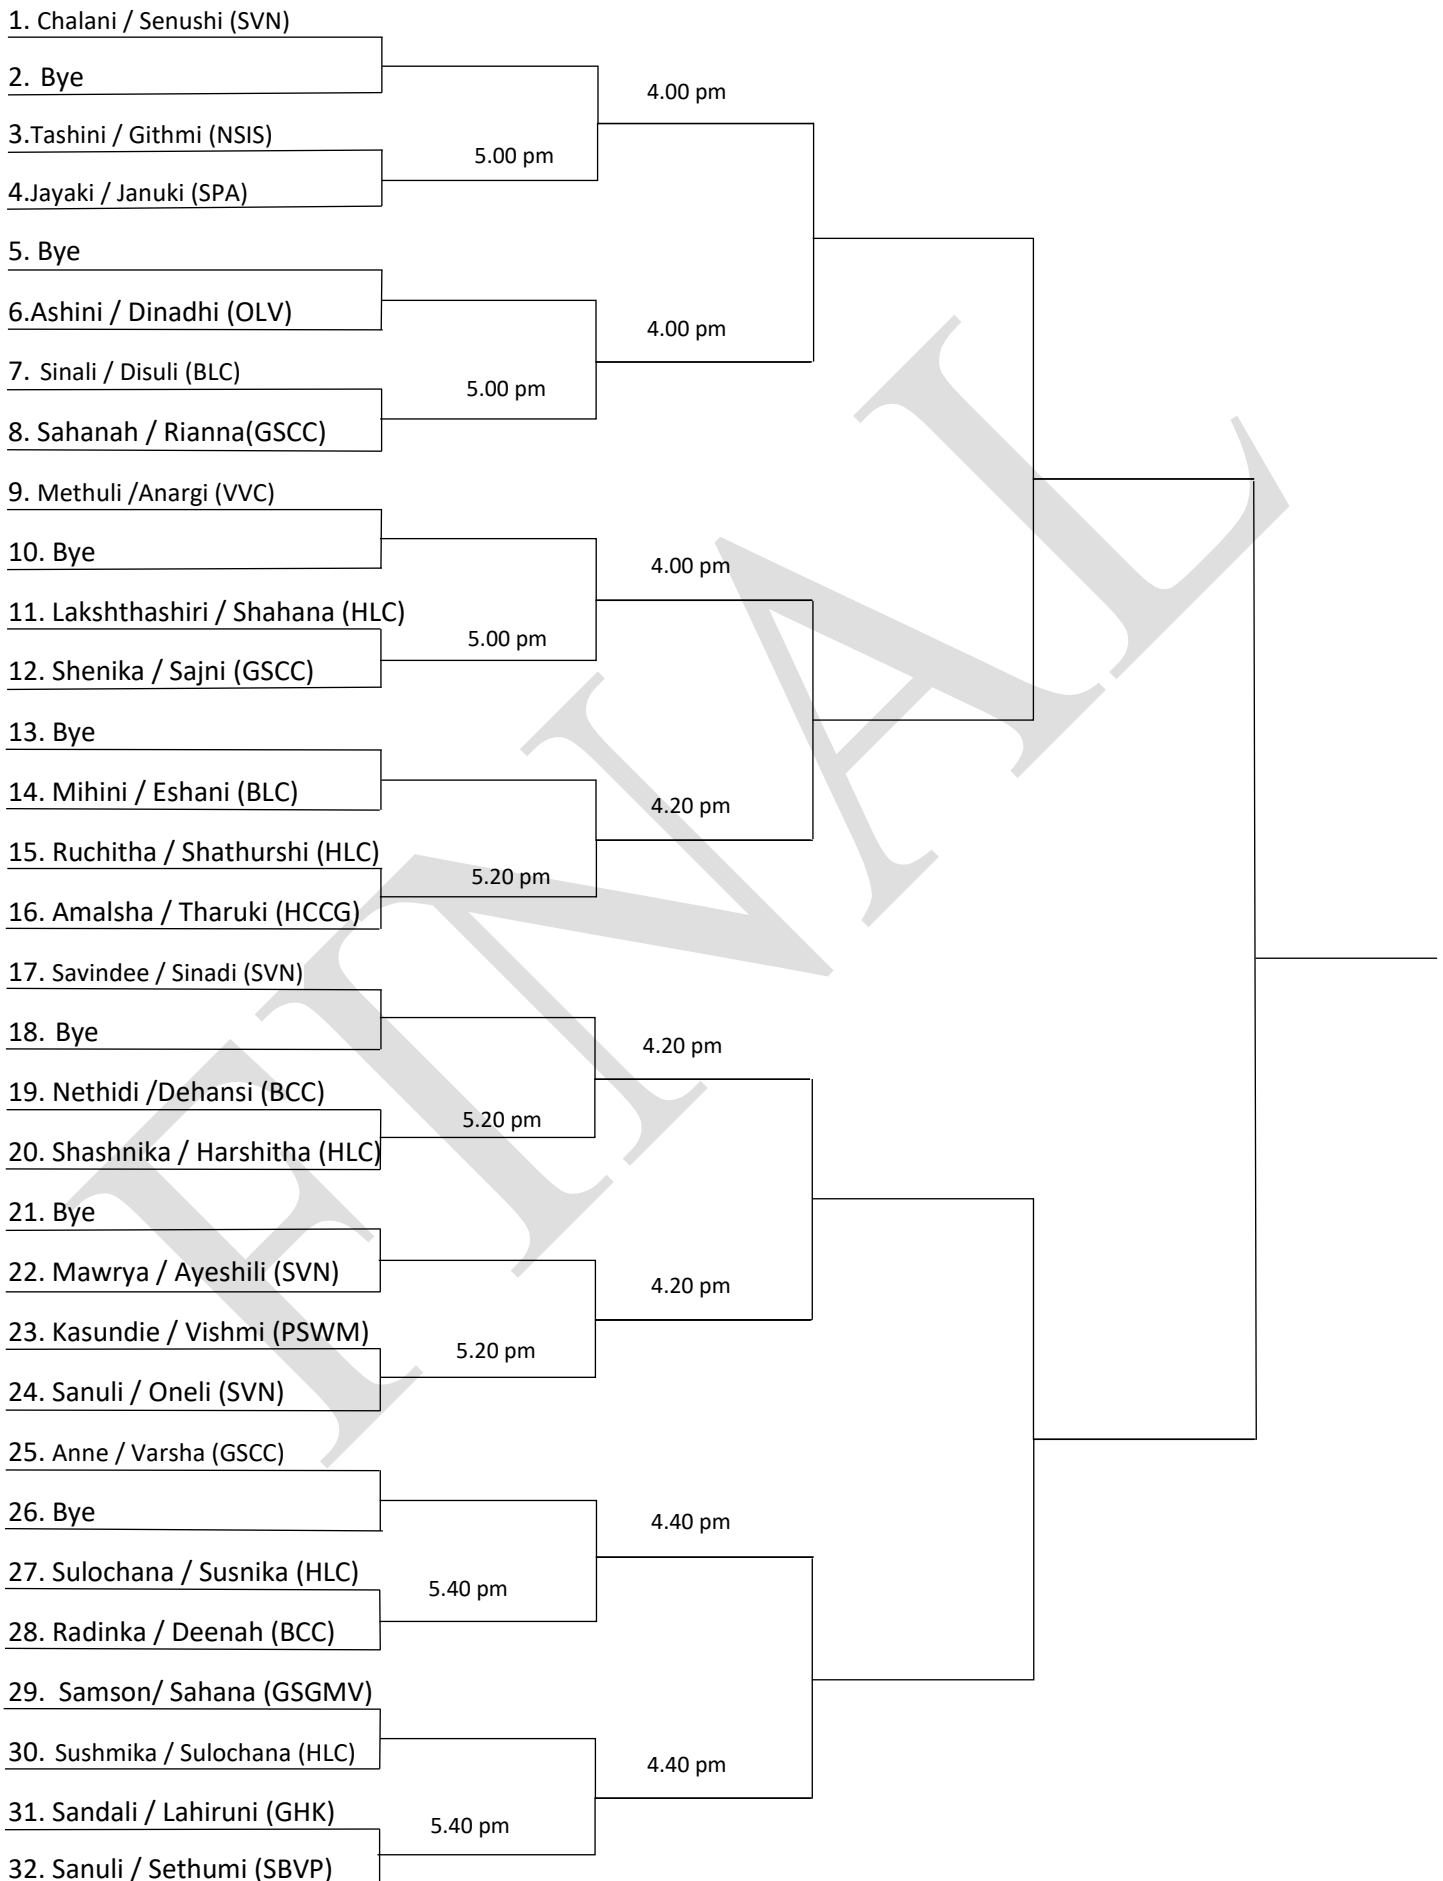 1. Chalani / Senushi (SVN)
2. Bye
4.00 pm
3.Tashini / Githmi (NSIS)
5.00 pm
4.Jayaki / Januki (SPA)
5. Bye
6.Ashini / Dinadhi (OLV)
4.00 pm
7. Sinali / Disuli (BLC)
5.00 pm
8. Sahanah / Rianna(GSCC)
9. Methuli /Anargi (VVC)
10. Bye
4.00 pm
11. Lakshthashiri / Shahana (HLC)
5.00 pm
12. Shenika / Sajni (GSCC)
13. Bye
14. Mihini / Eshani (BLC)
4.20 pm
15. Ruchitha / Shathurshi (HLC)
5.20 pm
16. Amalsha / Tharuki (HCCG)
17. Savindee / Sinadi (SVN)
18. Bye
4.20 pm
19. Nethidi /Dehansi (BCC)
5.20 pm
20. Shashnika / Harshitha (HLC)
21. Bye
22. Mawrya / Ayeshili (SVN)
4.20 pm
23. Kasundie / Vishmi (PSWM)
5.20 pm
24. Sanuli / Oneli (SVN)
25. Anne / Varsha (GSCC)
26. Bye
4.40 pm
27. Sulochana / Susnika (HLC)
5.40 pm
28. Radinka / Deenah (BCC)
29. Samson/ Sahana (GSGMV)
30. Sushmika / Sulochana (HLC)
4.40 pm
31. Sandali / Lahiruni (GHK)
5.40 pm
32. Sanuli / Sethumi (SBVP)
FINAL